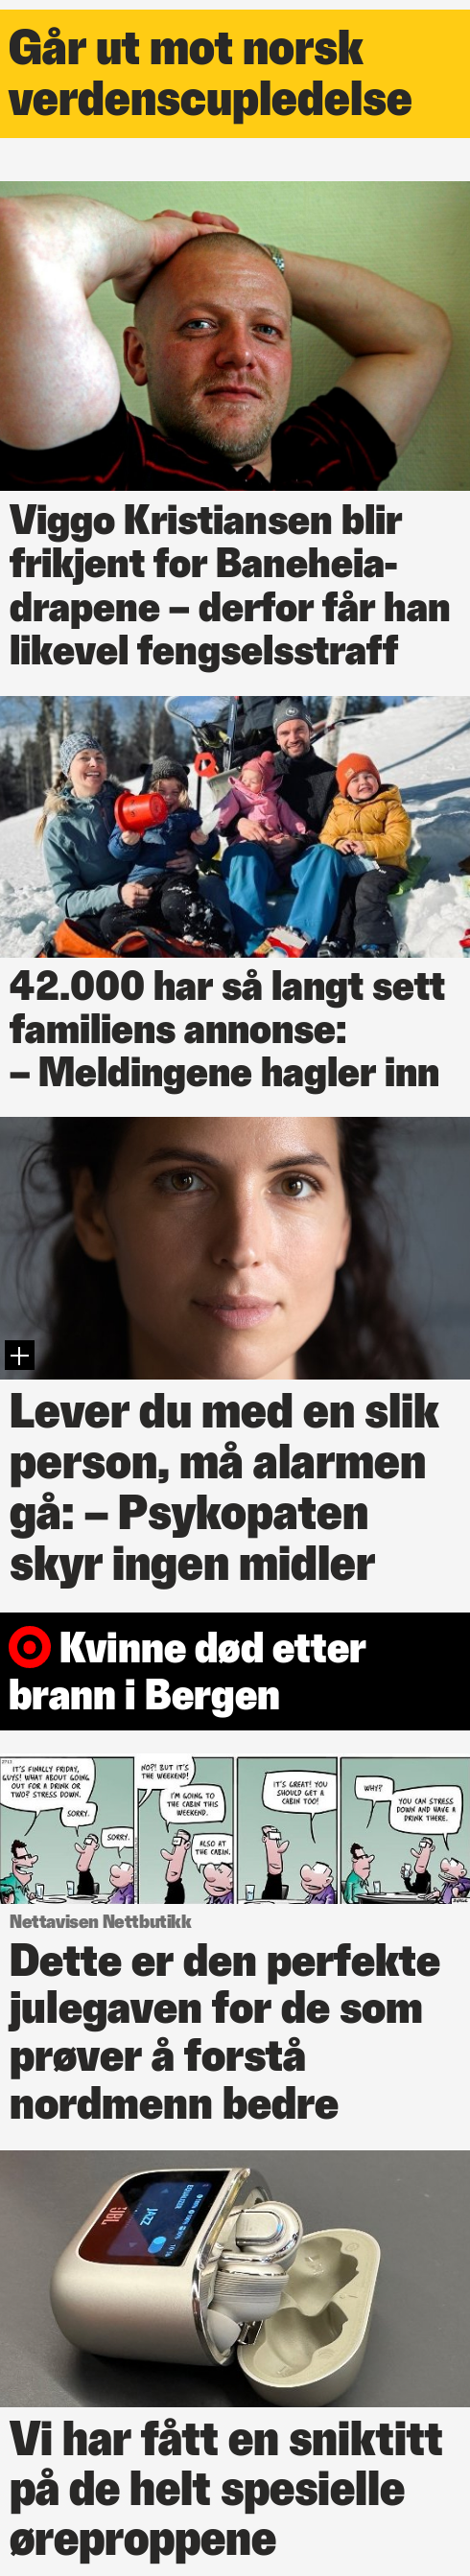 Går ut mot norsk
verdenscupledelse
Viggo Kristiansen blir
frikjent for Baneheia-
drapene – derfor får han
likevel fengselsstraff
42.000 har så langt sett
familiens annonse:
– Meldingene hagler inn
Lever du med en slik
person, må alarmen
gå: – Psykopaten
skyr ingen midler
Kvinne død etter
brann i Bergen
IT'S FINALLY FRIDAY,
GUYS! WHAT ABOUT GOING
OUT FOR A DRINK OR
TWO? STRESS DOWN.
SORRY.
SORRY.
NO?! BUT IT'S
THE WEEKEND!
I'M GOING TO
THE CABIN THIS
WEEKEND.
ALSO AT
THE CABIN.
IT'S GREAT! YOU
SHOULD GET A
CABIN TOO!
WHY?
YOU CAN STRESS
DOWN AND HAVE A
DRINK THERE.
Nettavisen Nettbutikk
Dette er den perfekte
julegaven for de som
prøver å forstå
nordmenn bedre
JBL
JAZZ
EQUALIZER
Vi har fått en sniktitt
på de helt spesielle
øreproppene